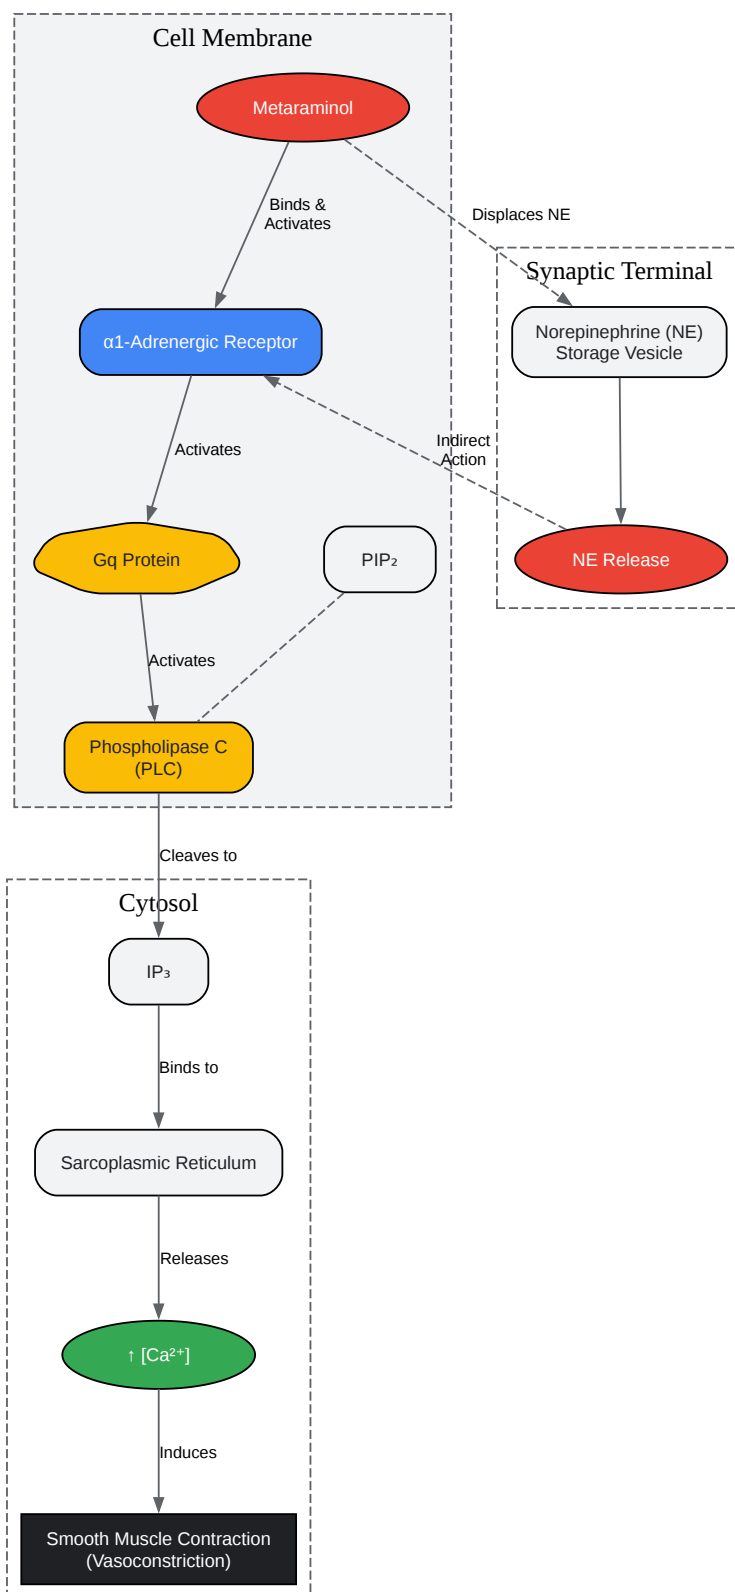 Cell Membrane
Metaraminol
Binds &
Activates
Displaces NE
Synaptic Terminal
α1-Adrenergic Receptor
Norepinephrine (NE)
Storage Vesicle
Activates
Indirect
Action
Gq Protein
PIP₂
NE Release
Activates
Phospholipase C
(PLC)
Cleaves to
Cytosol
IP₃
Binds to
Sarcoplasmic Reticulum
Releases
↑ [Ca²⁺]
Induces
Smooth Muscle Contraction
(Vasoconstriction)